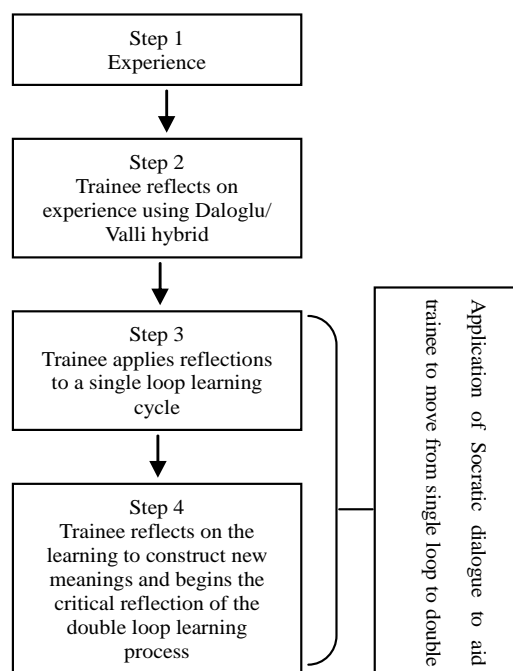 Step 1
Experience
Step 2
Trainee reflects on
experience using Daloglu/
Valli hybrid
Step 3
Trainee applies reflections
to a single loop learning
cycle
Step 4
Trainee reflects on the
learning to construct new
meanings and begins the
critical reflection of the
double loop learning
process
Application of Socratic dialogue to aid
trainee to move from single loop to double